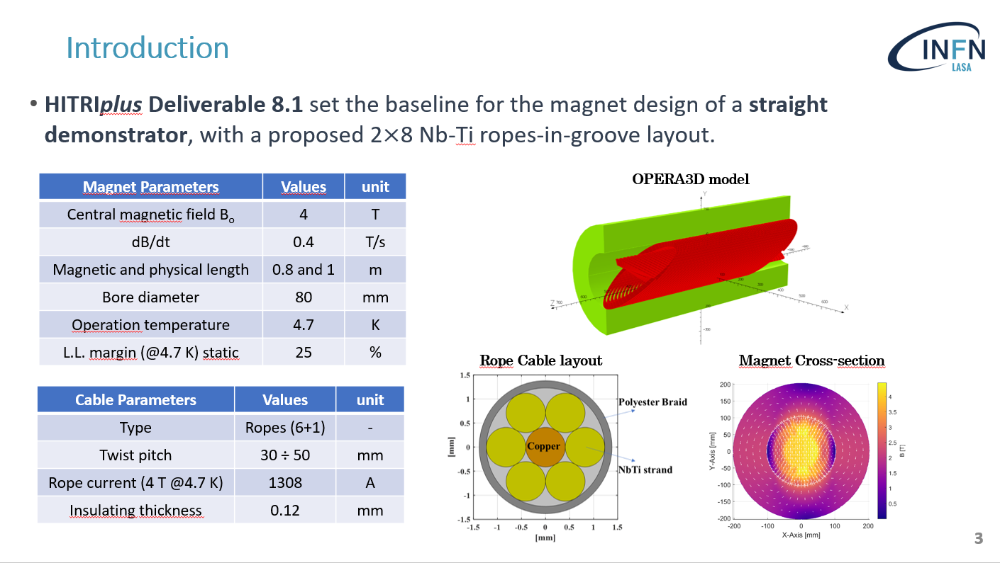 Introduction
INFN
LASA
• HITRIplus Deliverable 8.1 set the baseline for the magnet design of a straight
demonstrator, with a proposed 2×8 Nb-Ti ropes-in-groove layout.
Magnet Parameters Values unit
Central magnetic field Bo 4 T
dB/dt 0.4 T/s
Magnetic and physical length 0.8 and 1 m
Bore diameter 80 mm
Operation temperature 4.7 K
L.L. margin (@4.7 K) static 25 %
Cable Parameters Values unit
Type Ropes (6+1) -
Twist pitch 30 ÷ 50 mm
Rope current (4 T @4.7 K) 1308 A
Insulating thickness 0.12 mm
OPERA3D model
Y
Z
X
700
600
200
300
400
500
600
Rope Cable layout
1.5
1
0.5
0
-0.5
-1
-1.5
[mm]
-1.5 -1 -0.5 0 0.5 1 1.5
[mm]
Copper
Polyester Braid
NbTi strand
Magnet Cross-section
200
150
100
50
0
-50
-100
-150
-200
Y-Axis [mm]
-200 -100 0 100 200
X-Axis [mm]
4
3.5
3
2.5
2
1.5
1
0.5
B [T]
3